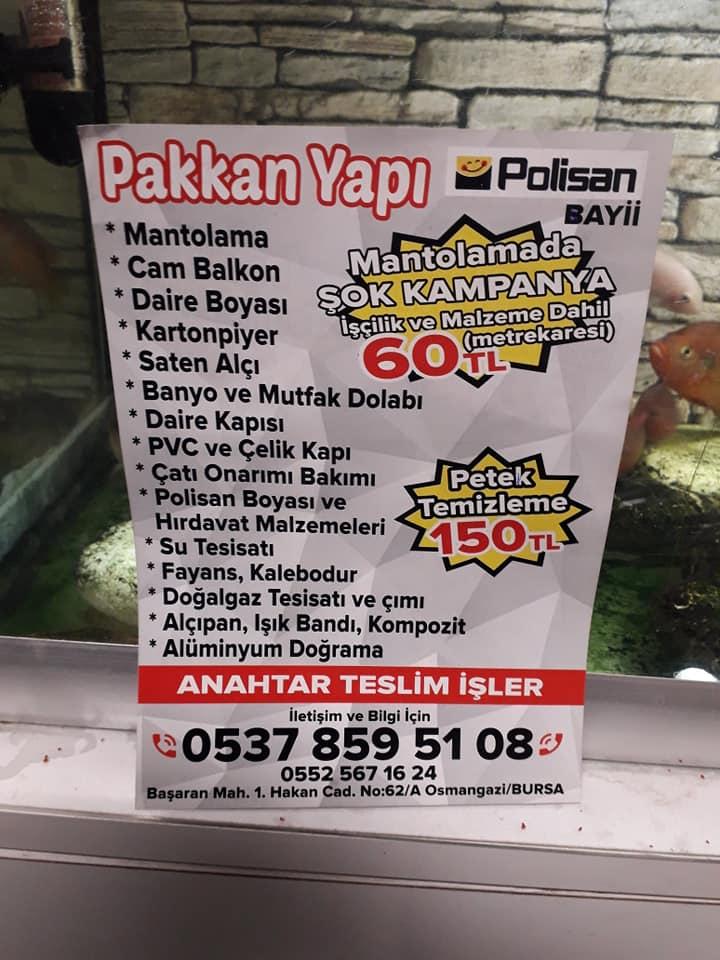 Pakkan Yapı
Polisan
BAYİİ
* Mantolama
* Cam Balkon
* Daire Boyası
* Kartonpiyer
* Saten Alçı
* Banyo ve Mutfak Dolabı
* Daire Kapısı
* PVC ve Çelik Kapı
* Çatı Onarımı Bakımı
* Polisan Boyası ve
Hırdavat Malzemeleri
* Su Tesisatı
* Fayans, Kalebodur
* Doğalgaz Tesisatı ve çımı
* Alçıpan, Işık Bandı, Kompozit
* Alüminyum Doğrama
Mantolamada
ŞOK KAMPANYA
İşçilik ve Malzeme Dahil
(metrekaresi)
60TL
Petek
Temizleme
150TL
ANAHTAR TESLİM İŞLER
İletişim ve Bilgi İçin
0537 859 51 08
0552 567 16 24
Başaran Mah. 1. Hakan Cad. No:62/A Osmangazi/BURSA